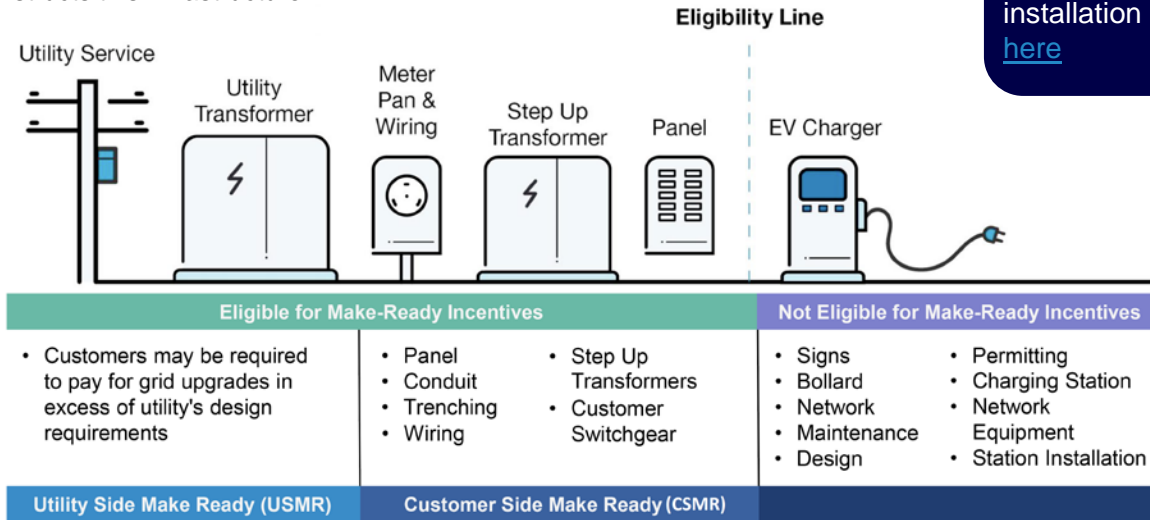 Eligibility Line
installation
here
Utility Service
Utility
Transformer
Meter
Pan &
Wiring
Step Up
Transformer
Panel
EV Charger
Eligible for Make-Ready Incentives
Not Eligible for Make-Ready Incentives
• Customers may be required
to pay for grid upgrades in
excess of utility's design
requirements
• Panel
• Conduit
• Trenching
• Wiring
• Step Up
Transformers
• Customer
Switchgear
• Signs
• Bollard
• Network
• Maintenance
• Design
• Permitting
• Charging Station
• Network
Equipment
• Station Installation
Utility Side Make Ready (USMR)
Customer Side Make Ready (CSMR)